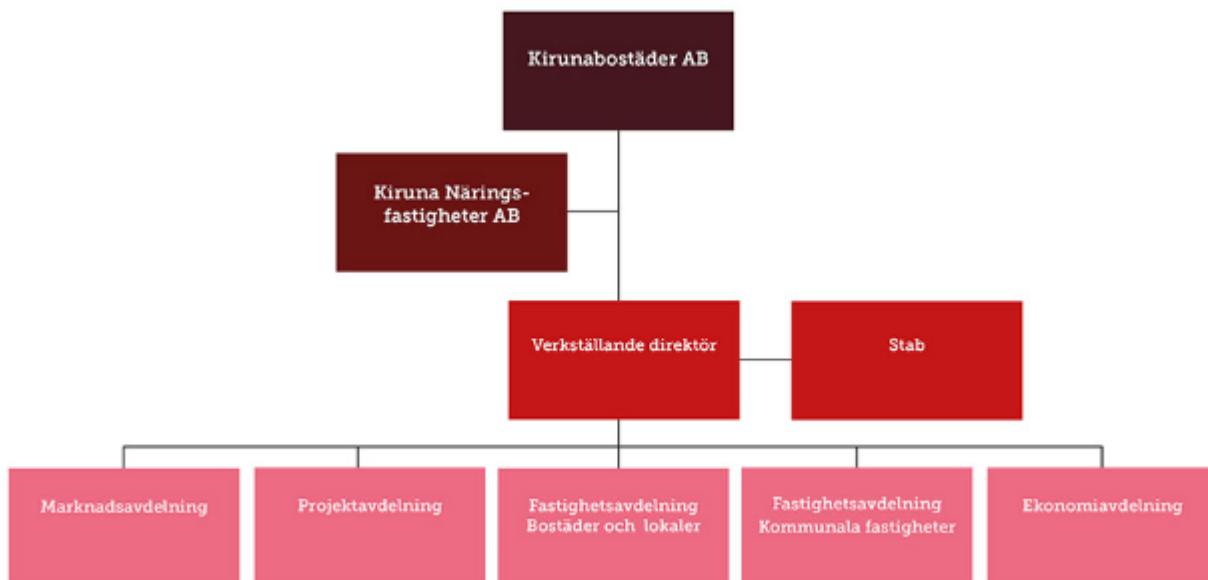 Kirunabostäder AB
Kiruna Närings-
fastigheter AB
Verkställande direktör
Stab
Marknadsavdelning
Projektavdelning
Fastighetsavdelning
Bostäder och lokaler
Fastighetsavdelning
Kommunala fastigheter
Ekonomiavdelning